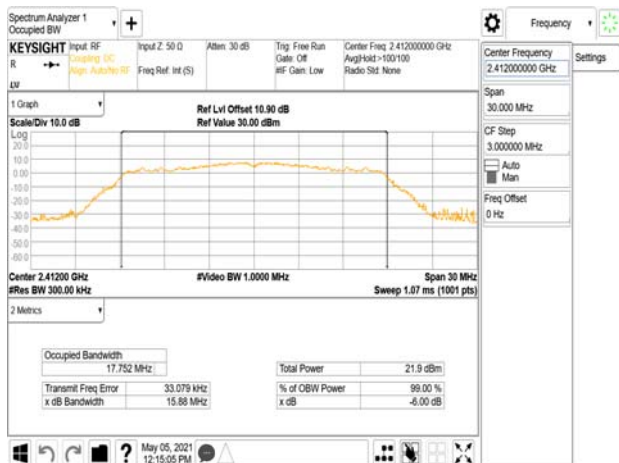 Spectrum Analyzer 1
Occupied BW
Frequency
KEYSIGHT
Input: RF
Input Z: 50 Ω
Atten: 30 dB
Trig: Free Run
Center Freq: 2.412000000 GHz
R
Coupling: DC
Gate: Off
Avg|Hold:>100/100
Align: Auto/No RF
Freq Ref: Int (S)
#IF Gain: Low
Radio Std: None
Center Frequency
2.412000000 GHz
Settings
Span
30.000 MHz
CF Step
3.000000 MHz
Auto
Man
Freq Offset
0 Hz
1 Graph
Ref Lvl Offset 10.90 dB
Scale/Div 10.0 dB
Ref Value 30.00 dBm
Log
20.0
10.0
0.00
-10.0
-20.0
-30.0
-40.0
-50.0
-60.0
Center 2.41200 GHz
#Video BW 1.0000 MHz
Span 30 MHz
#Res BW 300.00 kHz
Sweep 1.07 ms (1001 pts)
2 Metrics
Occupied Bandwidth
17.752 MHz
Total Power
21.9 dBm
Transmit Freq Error
33.079 kHz
% of OBW Power
99.00 %
x dB Bandwidth
15.88 MHz
x dB
-6.00 dB
?
May 05, 2021
12:15:05 PM